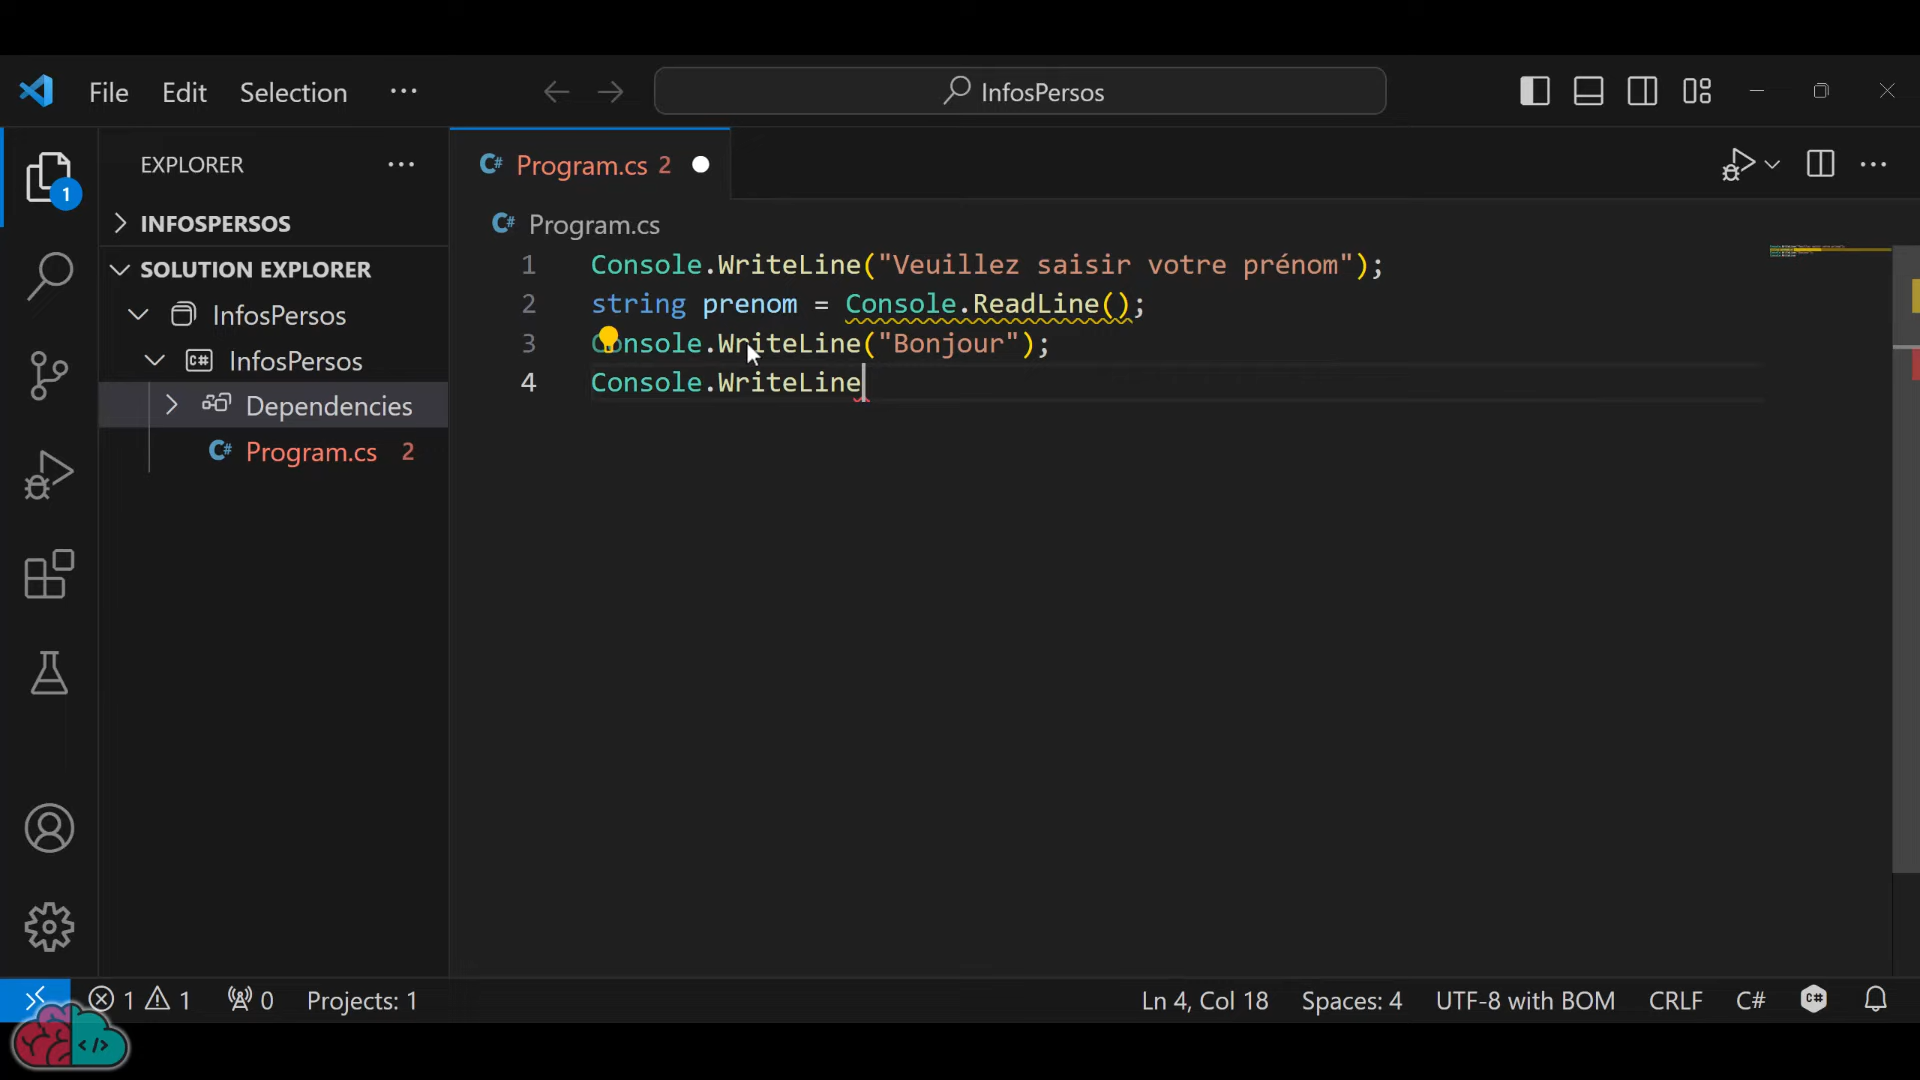 File Edit Selection ···
InfosPersos
EXPLORER ···
INFOSPERSOS
SOLUTION EXPLORER
InfosPersos
C# InfosPersos
Dependencies
C# Program.cs 2
1
C# Program.cs 2
C# Program.cs
1 Console.WriteLine("Veuillez saisir votre prénom");
2 string prenom = Console.ReadLine();
3 Console.WriteLine("Bonjour");
4 Console.WriteLine
1 1 0 Projects: 1
Ln 4, Col 18 Spaces: 4 UTF-8 with BOM CRLF C# C#
</>